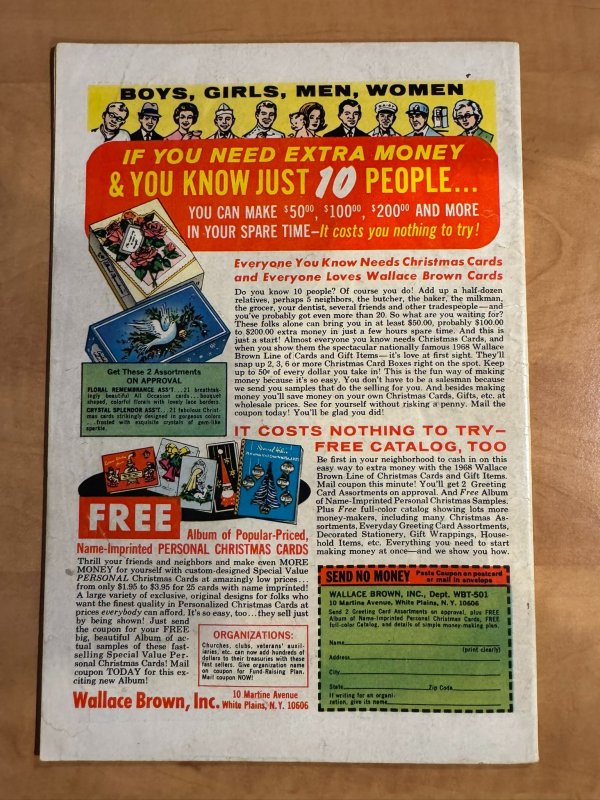 BOYS, GIRLS, MEN, WOMEN
IF YOU NEED EXTRA MONEY
& YOU KNOW JUST 10 PEOPLE...
YOU CAN MAKE $50⁰⁰, $100⁰⁰, $200⁰⁰ AND MORE
IN YOUR SPARE TIME—It costs you nothing to try!
Everyone You Know Needs Christmas Cards
and Everyone Loves Wallace Brown Cards
Do you know 10 people? Of course you do! Add up a half-dozen
relatives, perhaps 5 neighbors, the butcher, the baker, the milkman,
the grocer, your dentist, several friends and other tradespeople—and
you've probably got even more than 20. So what are you waiting for?
These folks alone can bring you in at least $50.00, probably $100.00
to $200.00 extra money in just a few hours spare time. And this is
just a start! Almost everyone you know needs Christmas Cards, and
when you show them the spectacular nationally famous 1968 Wallace
Brown Line of Cards and Gift Items—it's love at first sight. They'll
snap up 2, 3, 6 or more Christmas Card Boxes right on the spot. Keep
up to 50¢ of every dollar you take in! This is the fun way of making
money because it's so easy. You don't have to be a salesman because
we send you samples that do the selling for you. And besides making
money you'll save money on your own Christmas Cards, Gifts, etc. at
wholesale prices. See for yourself without risking a penny. Mail the
coupon today! You'll be glad you did!
Get These 2 Assortments
ON APPROVAL
FLORAL REMEMBRANCE ASS'T...21 breathtak-
ingly beautiful All Occasion cards...bouquet
shaped, colorful florals with lovely lace borders.
CRYSTAL SPLENDOR ASS'T...21 fabulous Christ-
mas cards strikingly designed in gorgeous colors
...frosted with exquisite crystals of gem-like
sparkle.
IT COSTS NOTHING TO TRY—
FREE CATALOG, TOO
Be first in your neighborhood to cash in on this
easy way to extra money with the 1968 Wallace
Brown Line of Christmas Cards and Gift Items.
Mail coupon this minute! You'll get 2 Greeting
Card Assortments on approval. And Free Album
of Name-Imprinted Personal Christmas Samples.
Plus Free full-color catalog showing lots more
money-makers, including many Christmas As-
sortments, Everyday Greeting Card Assortments,
Decorated Stationery, Gift Wrappings, House-
hold Items, etc. Everything you need to start
making money at once—and we show you how.
FREE
Album of Popular-Priced,
Name-Imprinted PERSONAL CHRISTMAS CARDS
Thrill your friends and neighbors and make even MORE
MONEY for yourself with custom-designed Special Value
PERSONAL Christmas Cards at amazingly low prices...
from only $1.95 to $3.95 for 25 cards with name imprinted!
A large variety of exclusive, original designs for folks who
want the finest quality in Personalized Christmas Cards at
prices everybody can afford. It's so easy, too...they sell just
by being shown! Just send
the coupon for your FREE
big, beautiful Album of ac-
tual samples of these fast-
selling Special Value Per-
sonal Christmas Cards! Mail
coupon TODAY for this ex-
citing new Album!
ORGANIZATIONS:
Churches, clubs, veterans' auxil-
iaries, etc. can now add hundreds of
dollars to their treasuries with these
fast sellers. Give organization name
on coupon for Fund-Raising Plan.
Mail coupon NOW!
Wallace Brown, Inc. 10 Martine Avenue
White Plains, N.Y. 10606
SEND NO MONEY Paste Coupon on postcard
or mail in envelope
WALLACE BROWN, INC., Dept. WBT-501
10 Martine Avenue, White Plains, N.Y. 10606
Send 2 Greeting Card Assortments on approval, plus FREE
Album of Name-Imprinted Personal Christmas Cards, FREE
full-color Catalog, and details of simple money-making plan.
Name
(print clearly)
Address
City
State Zip Code
If writing for an organi-
zation, give its name